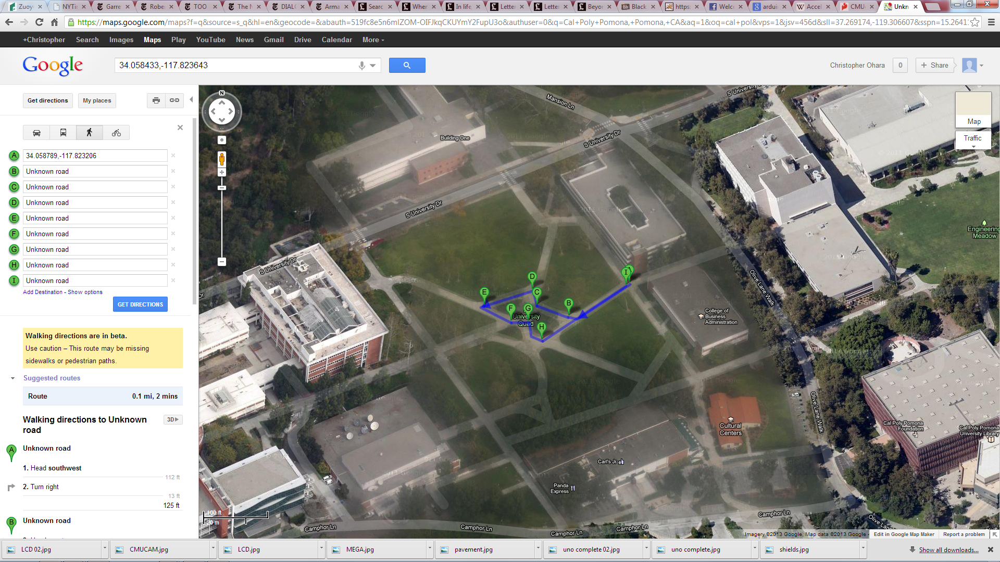 Zuoy
NYTi
Garre
Rober
TOO
The N
DIAL
Arma
Searc
When
In life
Letter
Letter
Beyor
Black
https:
Welc
arduin
Accel
CMU
Unkn
https://maps.google.com/maps?f=q&source=s_q&hl=en&geocode=&abauth=519fc8e5n6mlZOM-OIFJkqCKUYmY2FupU3o&authuser=0&q=Cal+Poly+Pomona,+Pomona,+CA&aq=1&oq=cal+pol&vps=1&jsv=456d&sll=37.269174,-119.306607&sspn=15.2641
+Christopher Search Images Maps Play YouTube News Gmail Drive Calendar More
Google
34.058433,-117.823643
Christopher Ohara 0 + Share
Get directions My places
A 34.058789,-117.823206
B Unknown road
C Unknown road
D Unknown road
E Unknown road
F Unknown road
G Unknown road
H Unknown road
I Unknown road
Add Destination - Show options
GET DIRECTIONS
Walking directions are in beta.
Use caution – This route may be missing
sidewalks or pedestrian paths.
Suggested routes
Route 0.1 mi, 2 mins
Walking directions to Unknown
road
3D
A Unknown road
1. Head southwest
112 ft
2. Turn right
13 ft
125 ft
B Unknown road
N
Map
Traffic
Mansion Ln
S University
S University Dr
Building One
S University Dr
S University Dr
Dr
Engineering
Meadow
Olive Lane Walk
A
I
D
E
C
B
F
G
H
University
Quad
College of
Business
Administration
Olive Lane Walk
Cultural
Centers
Cal Poly Pomona
Foundation
Cal Poly Pomona
University Library
Carl's Jr
Panda
Express
100 ft
20 m
Camphor Ln
Camphor Ln
Camphor Ln
Camphor Ln
Camphor Ln
Imagery ©2013 Google, Map data ©2013 Google -
Edit in Google Map Maker
Report a problem
LCD 02.jpg
CMUCAM.jpg
LCD.jpg
MEGA.jpg
pavement.jpg
uno complete 02.jpg
uno complete.jpg
shields.jpg
Show all downloads...